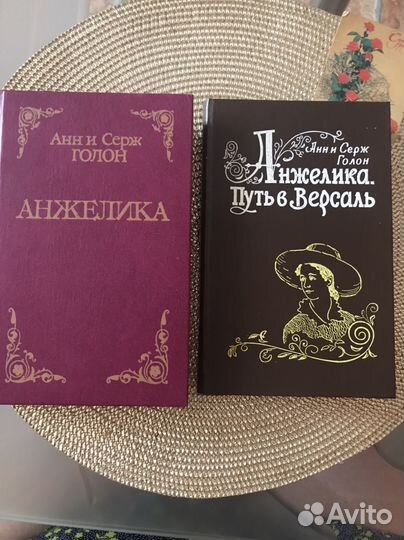 Анн и Серж
ГОЛОН
АНЖЕЛИКА
Анн и Серж
Голон
Анжелика.
Путь в Версаль
Avito